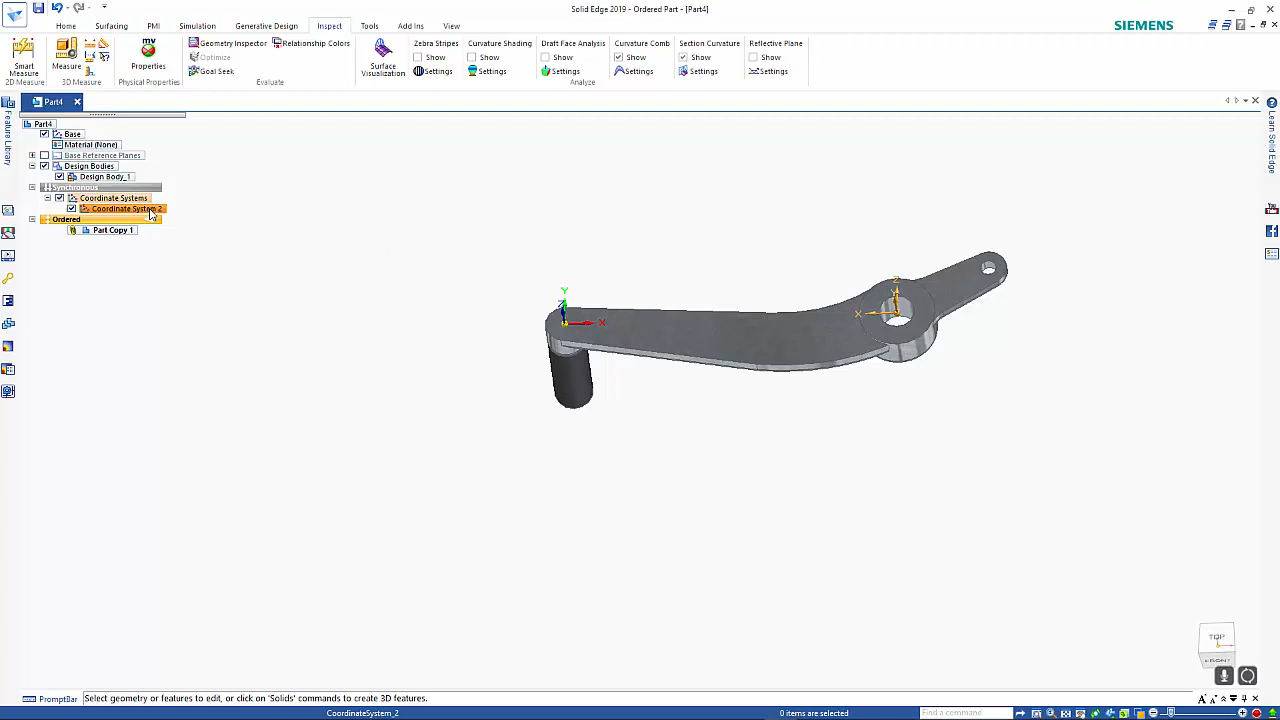 Solid Edge 2019 - Ordered Part - [Part4]
Home Surfacing PMI Simulation Generative Design Inspect Tools Add Ins View
SIEMENS
Smart Measure
2D Measure
Measure
3D Measure
Properties
Physical Properties
Geometry Inspector
Relationship Colors
Optimize
Goal Seek
Evaluate
Surface Visualization
Zebra Stripes
Show
Settings
Curvature Shading
Show
Settings
Draft Face Analysis
Show
Settings
Curvature Comb
Show
Settings
Section Curvature
Show
Settings
Reflective Plane
Show
Settings
Analyze
Part4
Feature Library
Learn Solid Edge
Part4
Base
Material (None)
Base Reference Planes
Design Bodies
Design Body_1
Synchronous
Coordinate Systems
Coordinate System 2
Ordered
Part Copy 1
Y
Z
X
Z
Y
X
TOP
FRONT
PromptBar
Select geometry or features to edit, or click on 'Solids' commands to create 3D features.
CoordinateSystem_2
0 items are selected
Find a command